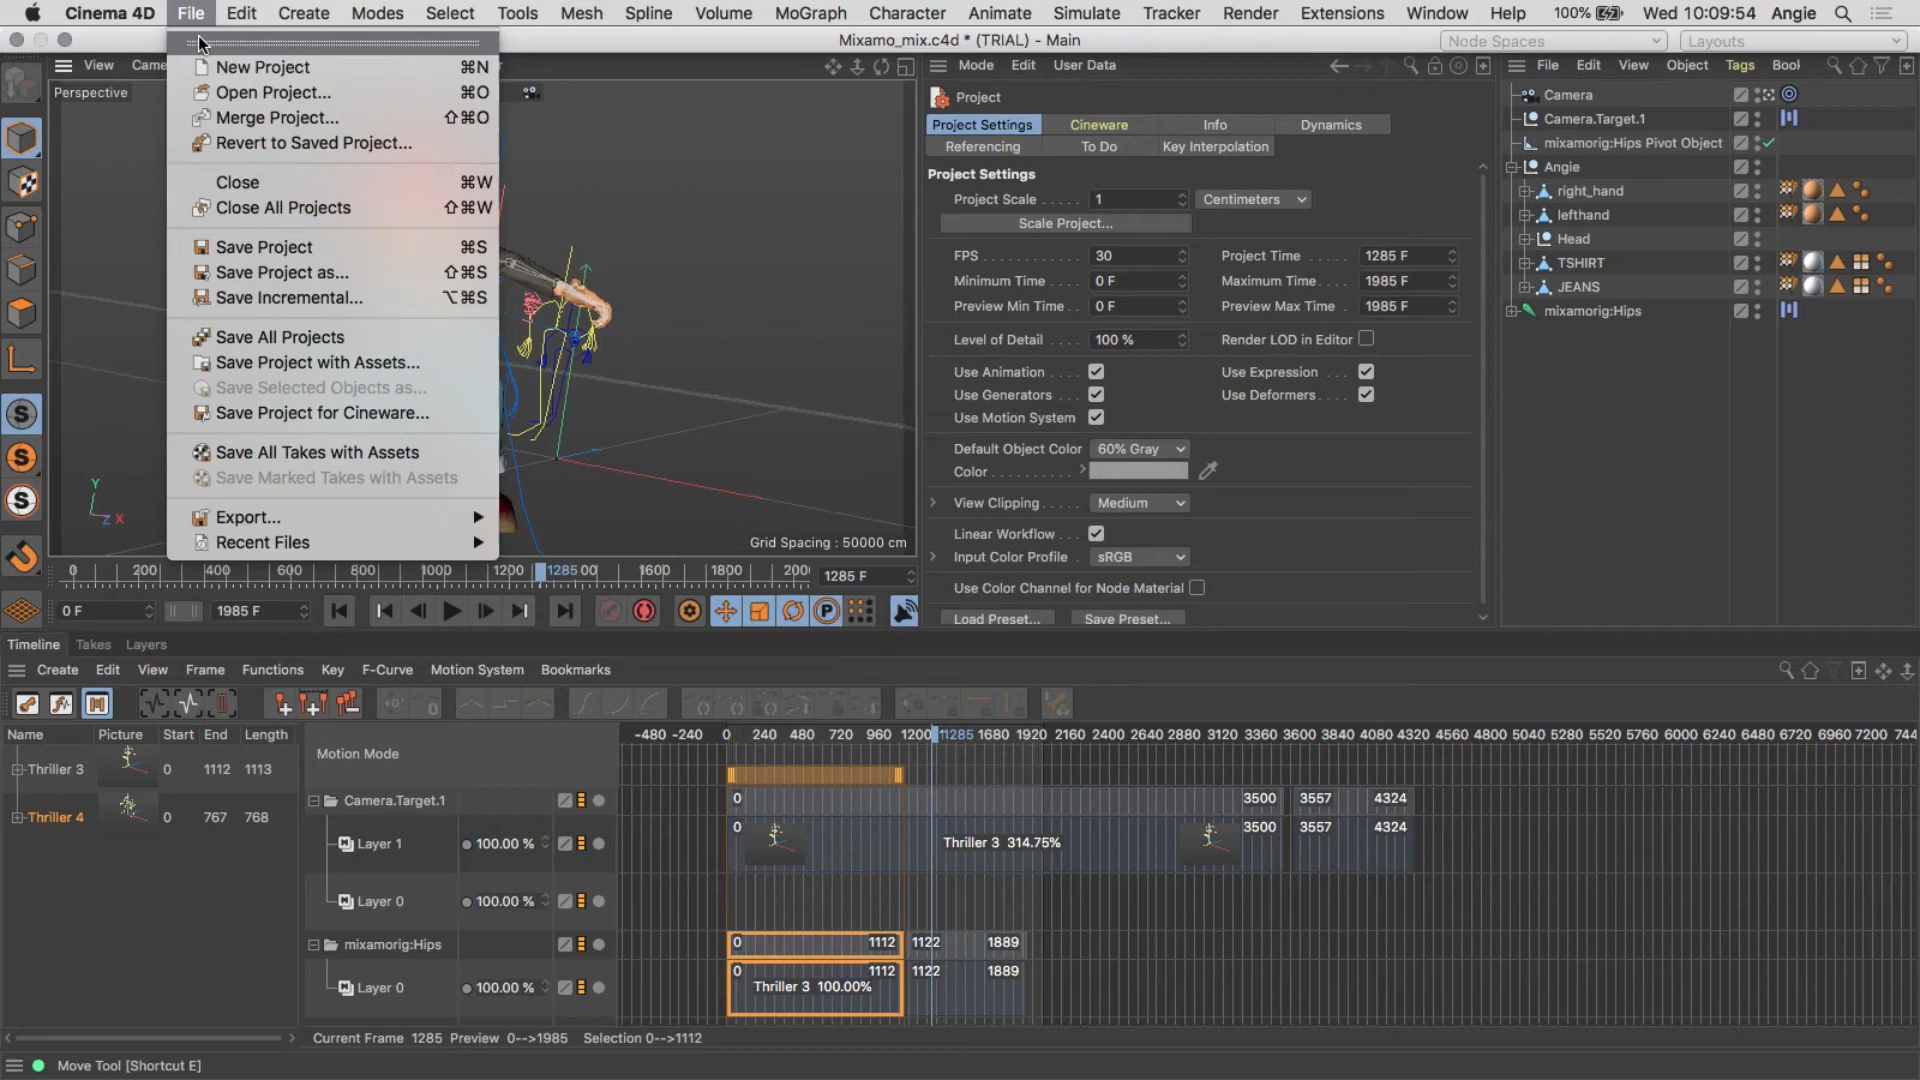 Cinema 4D File Edit Create Modes Select Tools Mesh Spline Volume MoGraph Character Animate Simulate Tracker Render Extensions Window Help 100% Wed 10:09:54 Angie
Mixamo_mix.c4d * (TRIAL) - Main
Node Spaces
Layouts
View Came
Perspective
New Project ⌘N
Open Project... ⌘O
Merge Project... ⇧⌘O
Revert to Saved Project...
Close ⌘W
Close All Projects ⇧⌘W
Save Project ⌘S
Save Project as... ⇧⌘S
Save Incremental... ⌥⌘S
Save All Projects
Save Project with Assets...
Save Selected Objects as...
Save Project for Cineware...
Save All Takes with Assets
Save Marked Takes with Assets
Export...
Recent Files
Y
Z X
Grid Spacing : 50000 cm
Mode Edit User Data
Project
Project Settings Cineware Info Dynamics
Referencing To Do Key Interpolation
Project Settings
Project Scale ..... 1 Centimeters
Scale Project...
FPS ............ 30 Project Time ..... 1285 F
Minimum Time .... 0 F Maximum Time .... 1985 F
Preview Min Time .. 0 F Preview Max Time . 1985 F
Level of Detail .... 100 % Render LOD in Editor
Use Animation .... Use Expression ...
Use Generators ... Use Deformers ....
Use Motion System
Default Object Color 60% Gray
Color ..........
View Clipping ..... Medium
Linear Workflow ...
Input Color Profile . sRGB
Use Color Channel for Node Material
Load Preset... Save Preset...
File Edit View Object Tags Bool
Camera
Camera.Target.1
mixamorig:Hips Pivot Object
Angie
right_hand
lefthand
Head
TSHIRT
JEANS
mixamorig:Hips
0 200 400 600 800 1000 1200 1285 00 1600 1800 200 1285 F
0 F 1985 F
Timeline Takes Layers
Create Edit View Frame Functions Key F-Curve Motion System Bookmarks
Name Picture Start End Length
Thriller 3 0 1112 1113
Thriller 4 0 767 768
Motion Mode
-480 -240 0 240 480 720 960 1200 11285 1680 1920 2160 2400 2640 2880 3120 3360 3600 3840 4080 4320 4560 4800 5040 5280 5520 5760 6000 6240 6480 6720 6960 7200 744
Camera.Target.1
0 3500 3557 4324
Layer 1 100.00 %
0 Thriller 3 314.75% 3500 3557 4324
Layer 0 100.00 %
mixamorig:Hips
0 1112 1122 1889
Layer 0 100.00 %
0 1112 1122 1889
Thriller 3 100.00%
Current Frame 1285 Preview 0-->1985 Selection 0-->1112
Move Tool [Shortcut E]